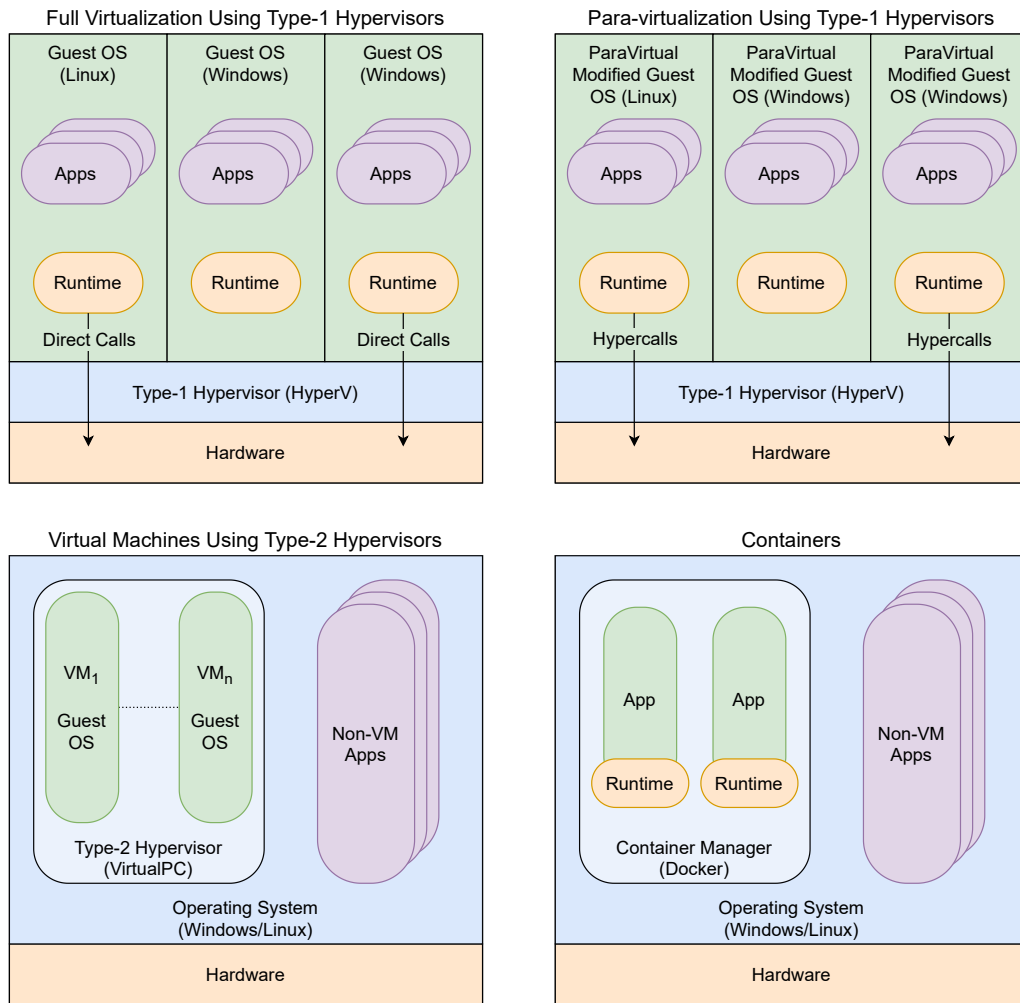 Full Virtualization Using Type-1 Hypervisors
Guest OS
(Linux)
Guest OS
(Windows)
Guest OS
(Windows)
Apps
Apps
Apps
Runtime
Runtime
Runtime
Direct Calls
Direct Calls
Type-1 Hypervisor (HyperV)
Hardware
Para-virtualization Using Type-1 Hypervisors
ParaVirtual
Modified Guest
OS (Linux)
ParaVirtual
Modified Guest
OS (Windows)
ParaVirtual
Modified Guest
OS (Windows)
Apps
Apps
Apps
Runtime
Runtime
Runtime
Hypercalls
Hypercalls
Type-1 Hypervisor (HyperV)
Hardware
Virtual Machines Using Type-2 Hypervisors
VM1
Guest
OS
VMn
Guest
OS
Type-2 Hypervisor
(VirtualPC)
Non-VM
Apps
Operating System
(Windows/Linux)
Hardware
Containers
App
App
Runtime
Runtime
Container Manager
(Docker)
Non-VM
Apps
Operating System
(Windows/Linux)
Hardware